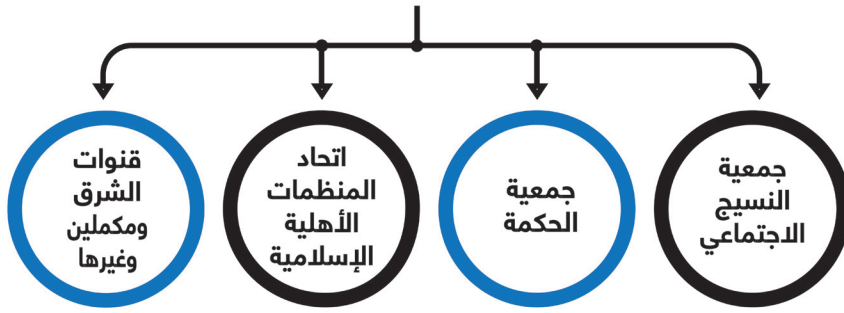 جمعية
النسيج
الاجتماعي
جمعية
الحكمة
اتحاد
المنظمات
الأهلية
الإسلامية
قنوات
الشرق
ومكملين
وغيرها